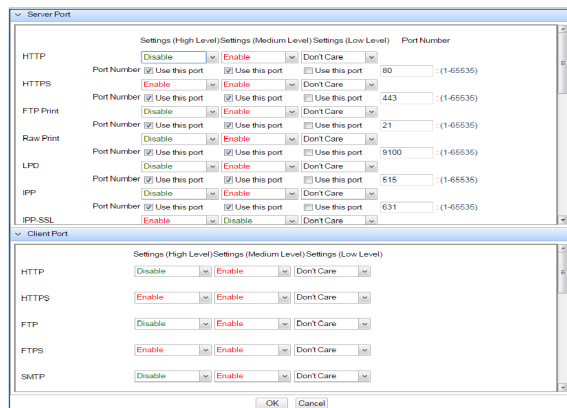 Server Port
Settings (High Level) Settings (Medium Level) Settings (Low Level) Port Number
HTTP Disable Enable Don't Care
Port Number Use this port Use this port Use this port 80 : (1-65535)
HTTPS Enable Enable Don't Care
Port Number Use this port Use this port Use this port 443 : (1-65535)
FTP Print Disable Enable Don't Care
Port Number Use this port Use this port Use this port 21 : (1-65535)
Raw Print Disable Enable Don't Care
Port Number Use this port Use this port Use this port 9100 : (1-65535)
LPD Disable Enable Don't Care
Port Number Use this port Use this port Use this port 515 : (1-65535)
IPP Disable Enable Don't Care
Port Number Use this port Use this port Use this port 631 : (1-65535)
IPP-SSL Enable Disable Don't Care
Client Port
Settings (High Level) Settings (Medium Level) Settings (Low Level)
HTTP Disable Enable Don't Care
HTTPS Enable Enable Don't Care
FTP Disable Enable Don't Care
FTPS Enable Enable Don't Care
SMTP Disable Enable Don't Care
OK Cancel